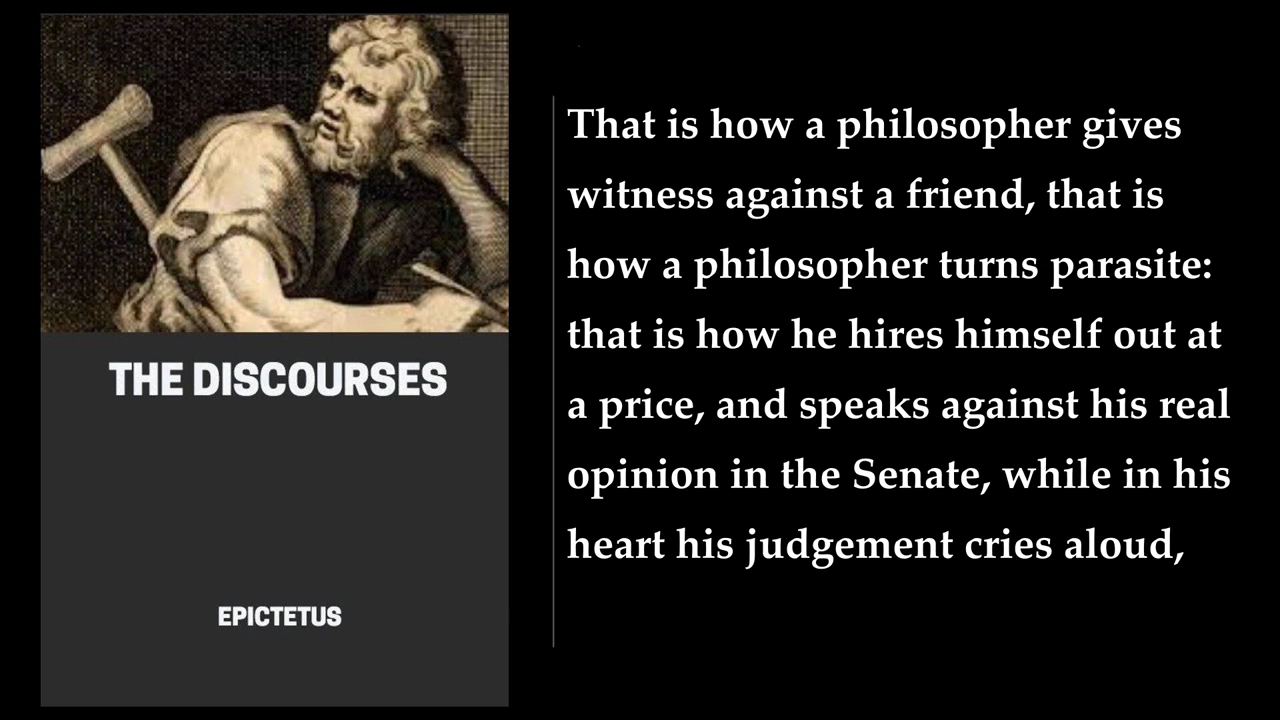 THE DISCOURSES
EPICTETUS
That is how a philosopher gives
witness against a friend, that is
how a philosopher turns parasite:
that is how he hires himself out at
a price, and speaks against his real
opinion in the Senate, while in his
heart his judgement cries aloud,